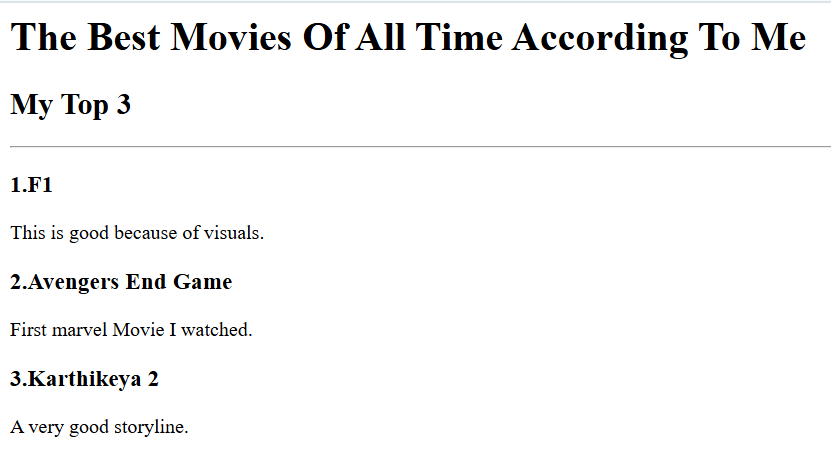 The Best Movies Of All Time According To Me
My Top 3
1.F1
This is good because of visuals.
2.Avengers End Game
First marvel Movie I watched.
3.Karthikeya 2
A very good storyline.